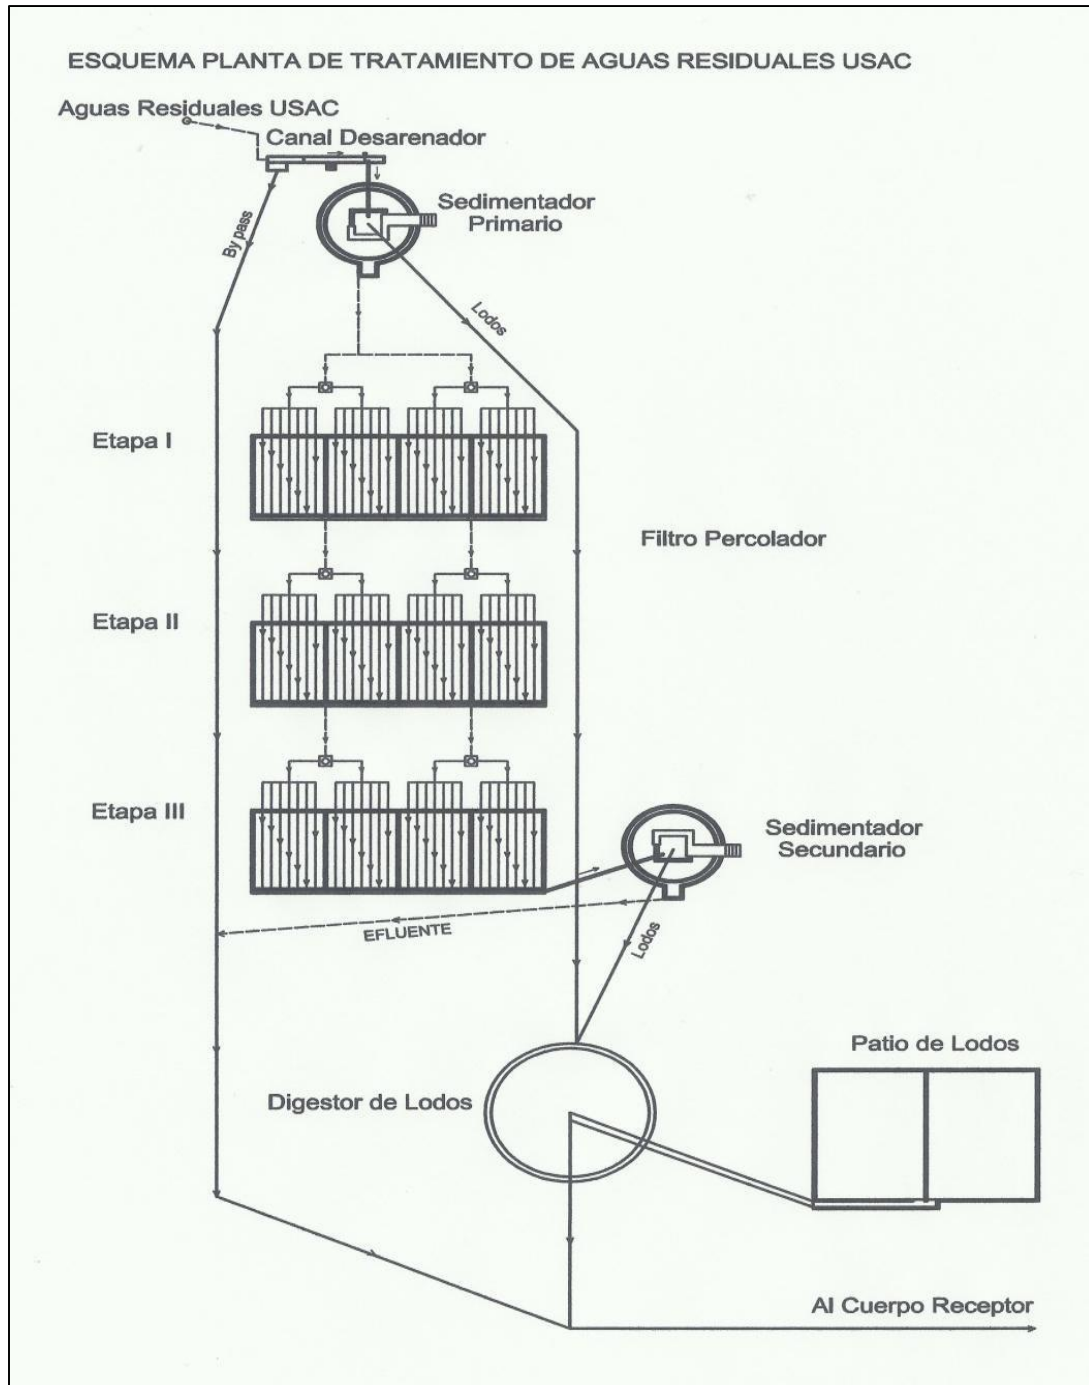 ESQUEMA PLANTA DE TRATAMIENTO DE AGUAS RESIDUALES USAC
Aguas Residuales USAC
Canal Desarenador
Sedimentador
Primario
By pass
Lodos
Etapa I
Filtro Percolador
Etapa II
Etapa III
Sedimentador
Secundario
EFLUENTE
Lodos
Patio de Lodos
Digestor de Lodos
Al Cuerpo Receptor